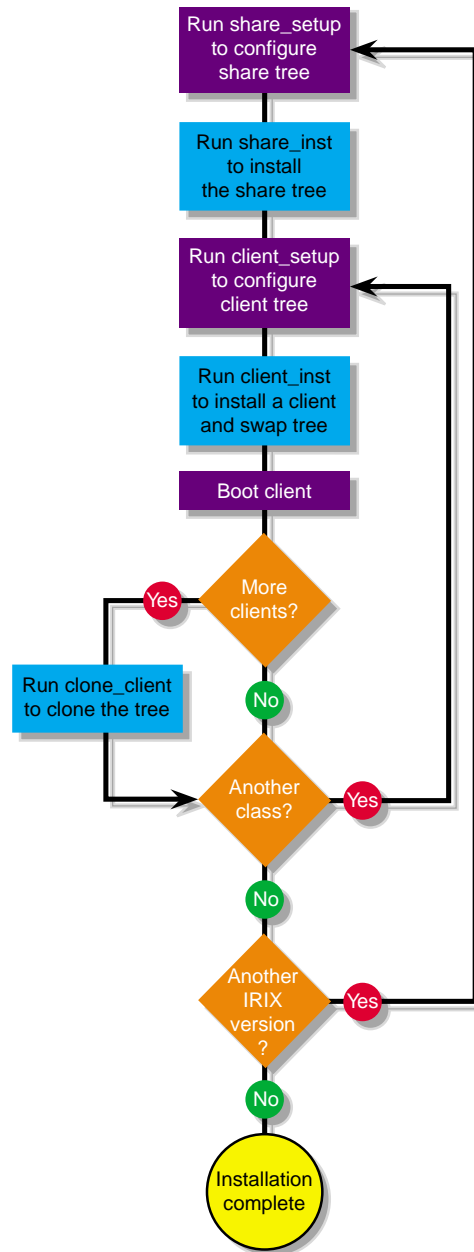 Run share_setup
to configure
share tree
Run share_inst
to install
the share tree
Run client_setup
to configure
client tree
Run client_inst
to install a client
and swap tree
Boot client
More
clients?
Yes
Run clone_client
to clone the tree
No
Another
class?
Yes
No
Another
IRIX
version
?
Yes
No
Installation
complete